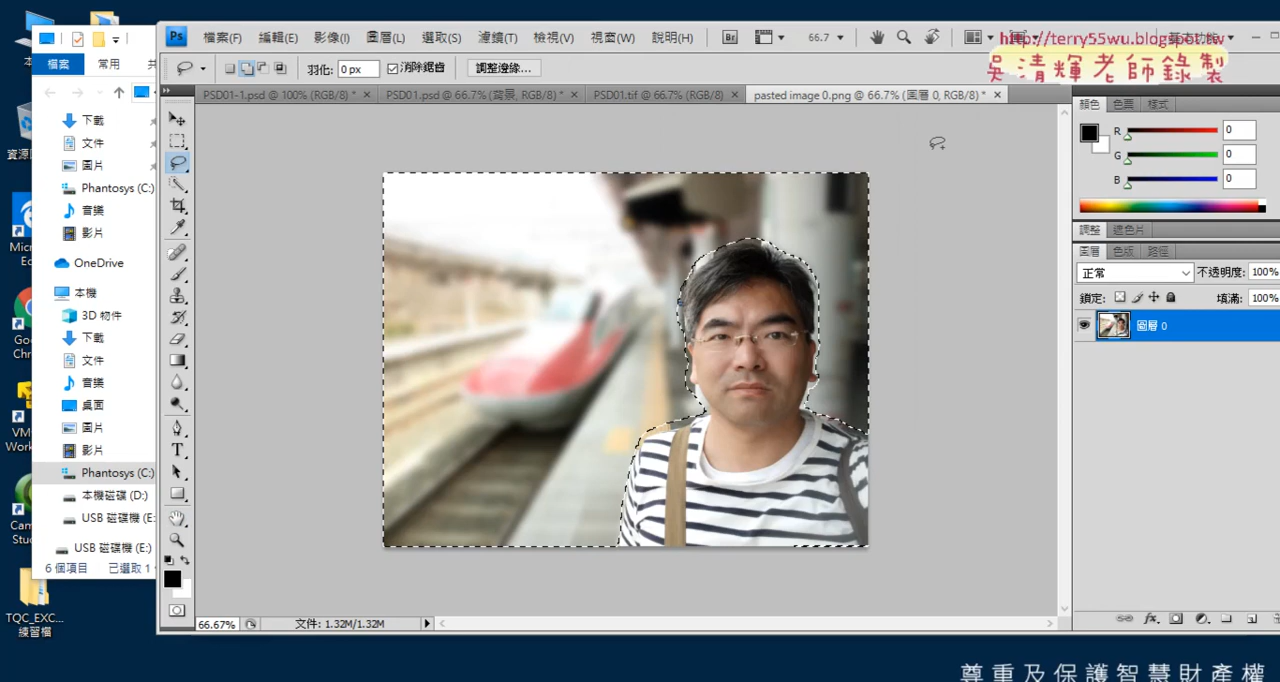 檔案
常用
下載
文件
圖片
Phantosys (C:)
音樂
影片
OneDrive
本機
3D 物件
下載
文件
音樂
桌面
圖片
影片
Phantosys (C:)
本機磁碟 (D:)
USB 磁碟機 (E:
USB 磁碟機 (E:)
6 個項目
已選取 1
TQC_EXC...
練習檔
Ps
檔案(F) 編輯(E) 影像(I) 圖層(L) 選取(S) 濾鏡(T) 檢視(V) 視窗(W) 說明(H)
Br
66.7
http://terry55wu.blogspot.tw
吳清輝老師錄製
羽化: 0 px
消除鋸齒
調整邊緣...
PSD01-1.psd @ 100% (RGB/8) *
PSD01.psd @ 66.7% (背景, RGB/8) *
PSD01.tif @ 66.7% (RGB/8)
pasted image 0.png @ 66.7% (圖層 0, RGB/8) *
顏色 色票 樣式
R 0
G 0
B 0
調整 遮色片
圖層 色版 路徑
正常
不透明度: 100%
鎖定:
填滿: 100%
圖層 0
66.67%
文件: 1.32M/1.32M
尊重及保護智慧財產權